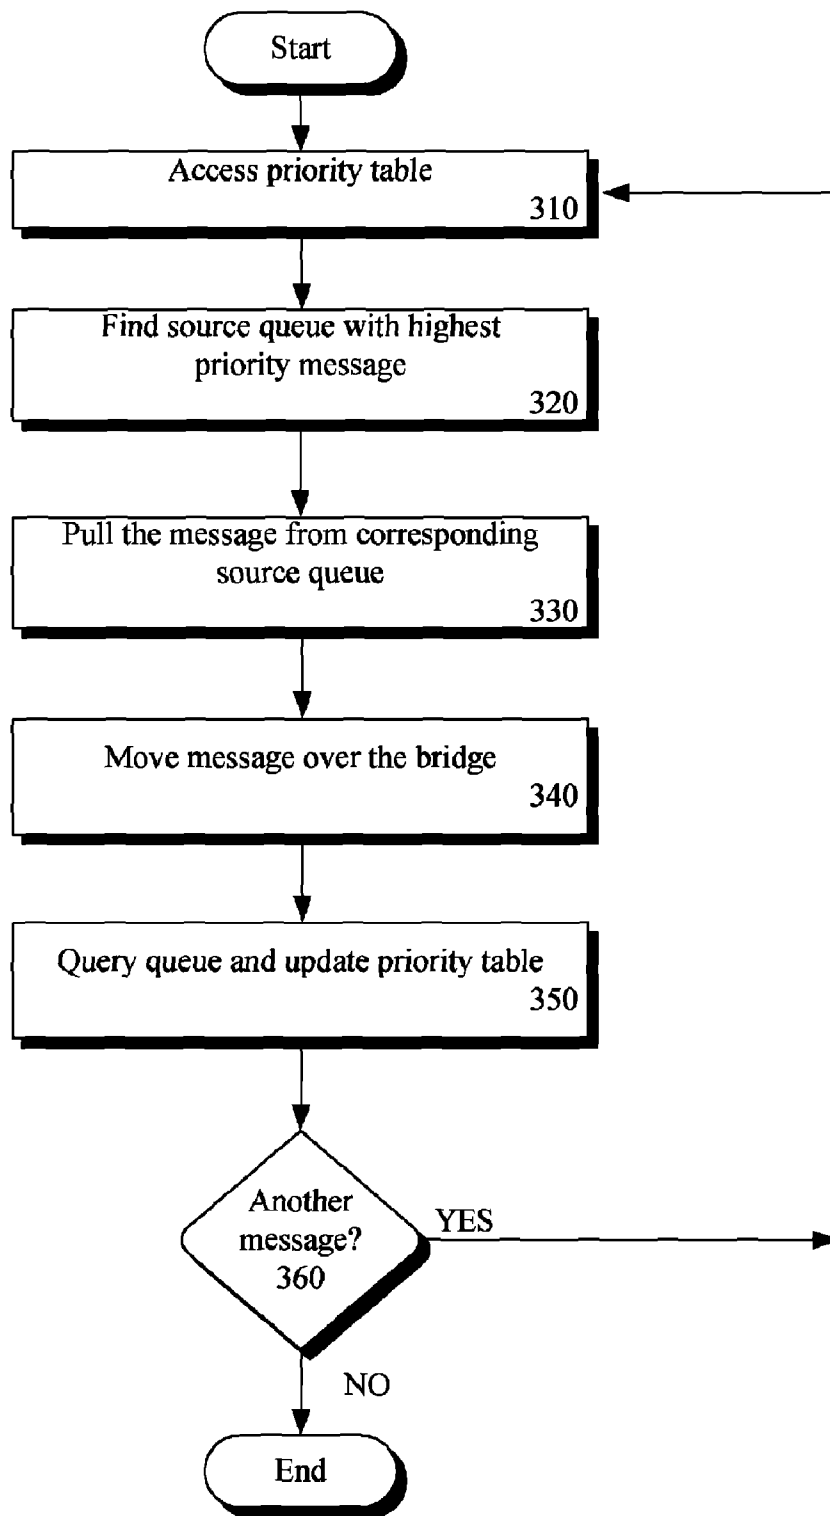 Start
Access priority table
310
Find source queue with highest
priority message
320
Pull the message from corresponding
source queue
330
Move message over the bridge
340
Query queue and update priority table
350
Another
message?
360
YES
NO
End